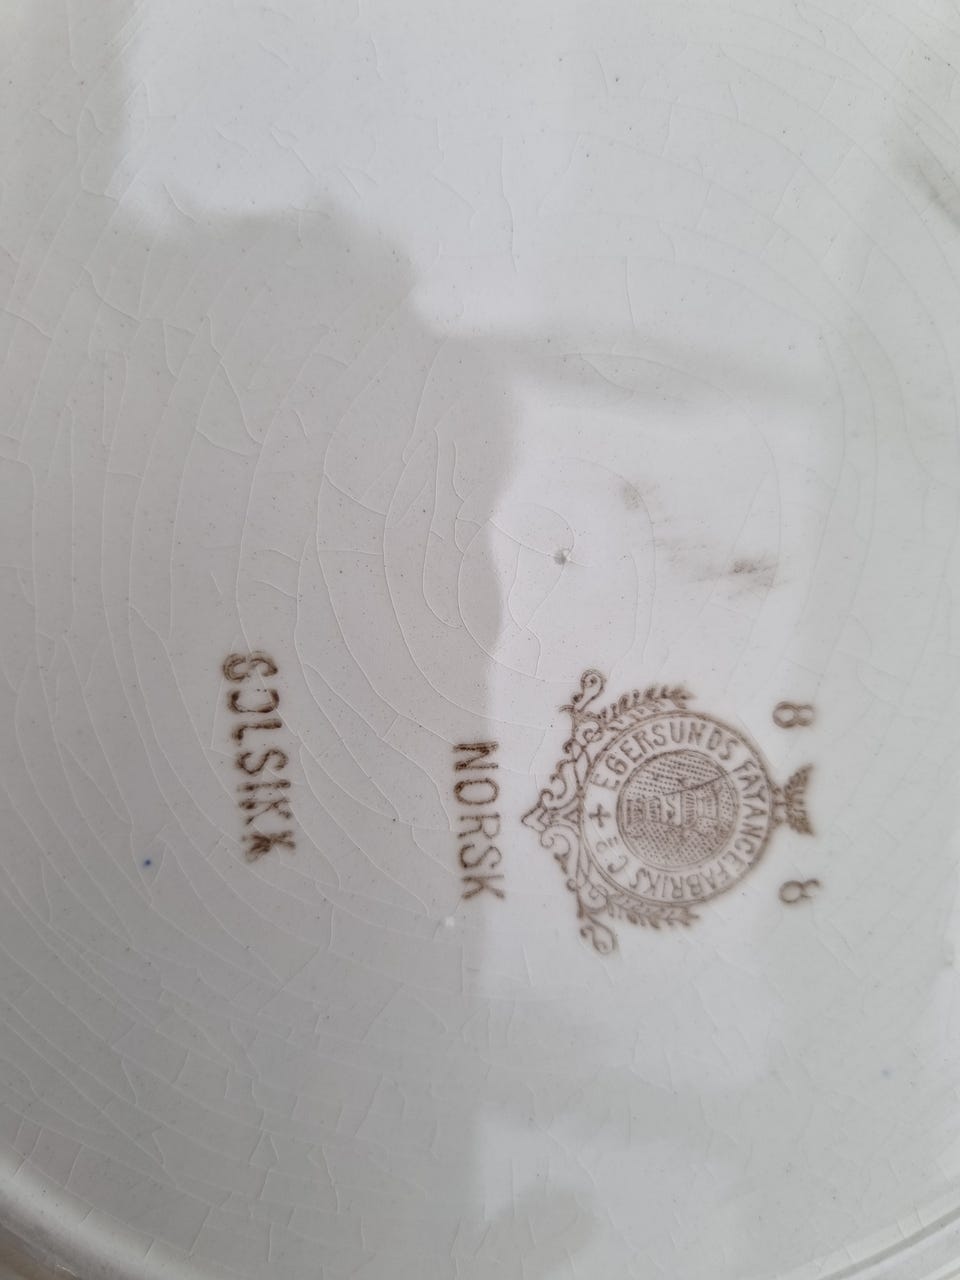 8 8
EGERSUNDS FAYANCEFABRIKS Co
NORSK
SOLSIKK